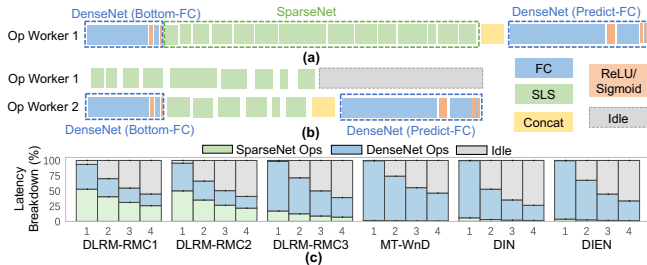 DenseNet (Bottom-FC) SparseNet DenseNet (Predict-FC)
Op Worker 1
(a)
Op Worker 1
Op Worker 2
DenseNet (Bottom-FC) (b) DenseNet (Predict-FC)
FC ReLU/
Sigmoid
SLS
Concat Idle
SparseNet Ops DenseNet Ops Idle
Latency
Breakdown (%)
100
75
50
25
0
1 2 3 4 1 2 3 4 1 2 3 4 1 2 3 4 1 2 3 4 1 2 3 4
DLRM-RMC1 DLRM-RMC2 DLRM-RMC3 MT-WnD DIN DIEN
(c)